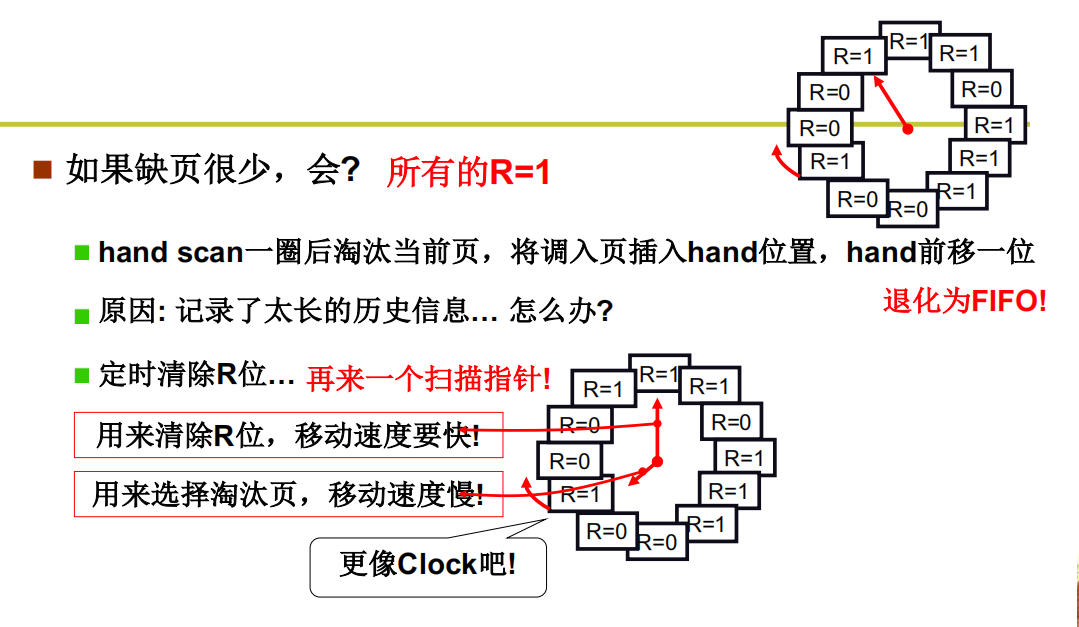 R=1
R=1
R=1
R=0
R=0
R=0
R=1
R=1
R=1
R=0
R=1
R=0
如果缺页很少，会? 所有的R=1
hand scan一圈后淘汰当前页，将调入页插入hand位置，hand前移一位
退化为FIFO!
原因: 记录了太长的历史信息… 怎么办?
定时清除R位… 再来一个扫描指针!
用来清除R位，移动速度要快!
用来选择淘汰页，移动速度慢!
更像Clock吧!
R=1
R=1
R=1
R=0
R=0
R=0
R=1
R=1
R=1
R=0
R=1
R=0